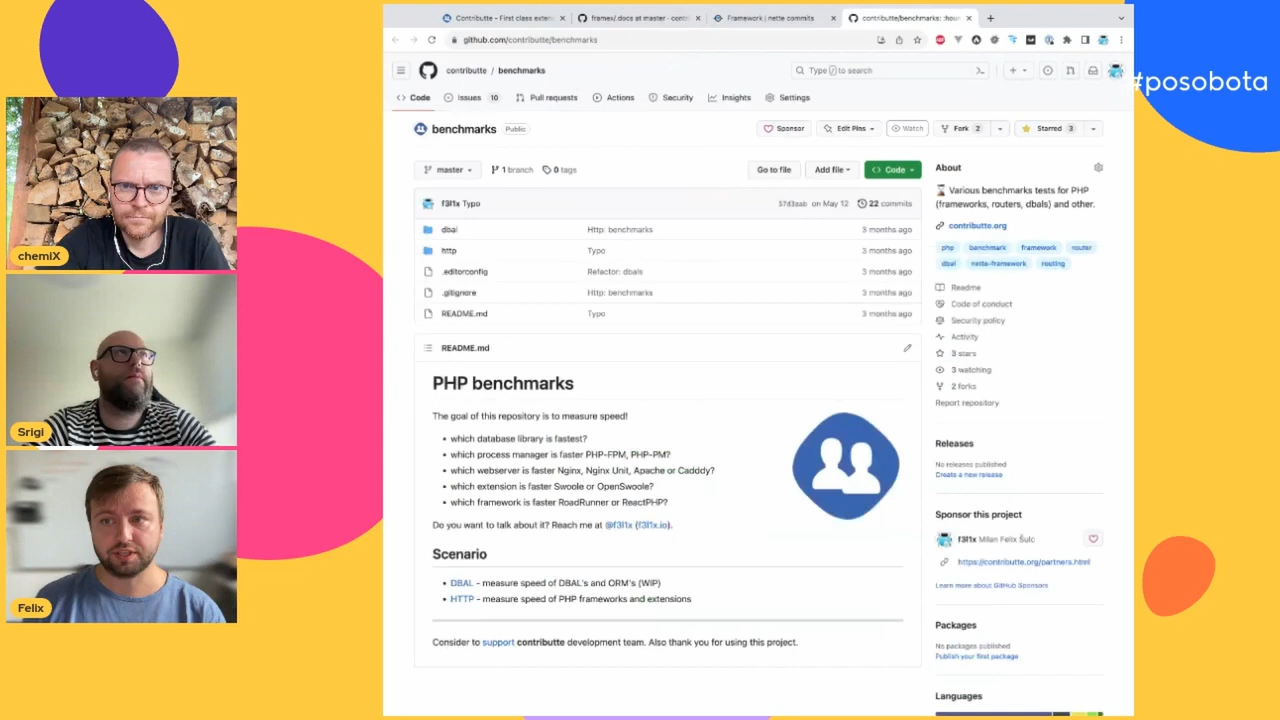 Contributte - First class exten
framex/.docs at master · contri
Framework | nette commits
contributte/benchmarks: :hour
github.com/contributte/benchmarks
contributte / benchmarks
Type / to search
Code
Issues 10
Pull requests
Actions
Security
Insights
Settings
#posobota
benchmarks Public
Sponsor
Edit Pins
Watch
Fork 2
Starred 3
master
1 branch
0 tags
Go to file
Add file
Code
f3l1x Typo
57d3aab on May 12
22 commits
dbal Http: benchmarks 3 months ago
http Typo 3 months ago
.editorconfig Refactor: dbals 3 months ago
.gitignore Http: benchmarks 3 months ago
README.md Typo 3 months ago
README.md
PHP benchmarks
The goal of this repository is to measure speed!
• which database library is fastest?
• which process manager is faster PHP-FPM, PHP-PM?
• which webserver is faster Nginx, Nginx Unit, Apache or Cadddy?
• which extension is faster Swoole or OpenSwoole?
• which framework is faster RoadRunner or ReactPHP?
Do you want to talk about it? Reach me at @f3l1x (f3l1x.io).
Scenario
• DBAL - measure speed of DBAL's and ORM's (WIP)
• HTTP - measure speed of PHP frameworks and extensions
Consider to support contributte development team. Also thank you for using this project.
About
Various benchmarks tests for PHP
(frameworks, routers, dbals) and other.
contributte.org
php benchmark framework router
dbal nette-framework routing
Readme
Code of conduct
Security policy
Activity
3 stars
3 watching
2 forks
Report repository
Releases
No releases published
Create a new release
Sponsor this project
f3l1x Milan Felix Šulc
https://contributte.org/partners.html
Learn more about GitHub Sponsors
Packages
No packages published
Publish your first package
Languages
chemiX
Srigi
Felix